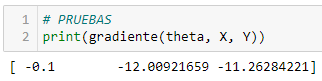 1 # PRUEBAS
2 print(gradiente(theta, X, Y))
[ -0.1 -12.00921659 -11.26284221]